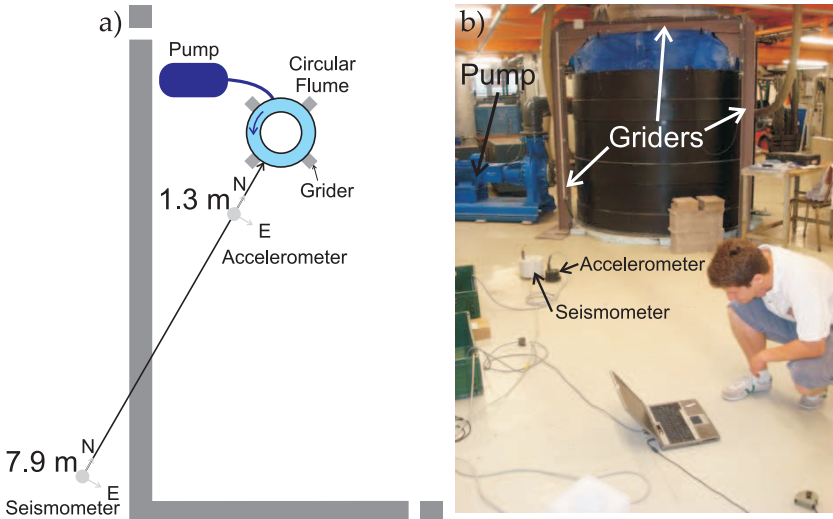 a)
Pump
Circular
Flume
Grider
1.3 m
N
E
Accelerometer
7.9 m
N
E
Seismometer
b)
Pump
Griders
Accelerometer
Seismometer